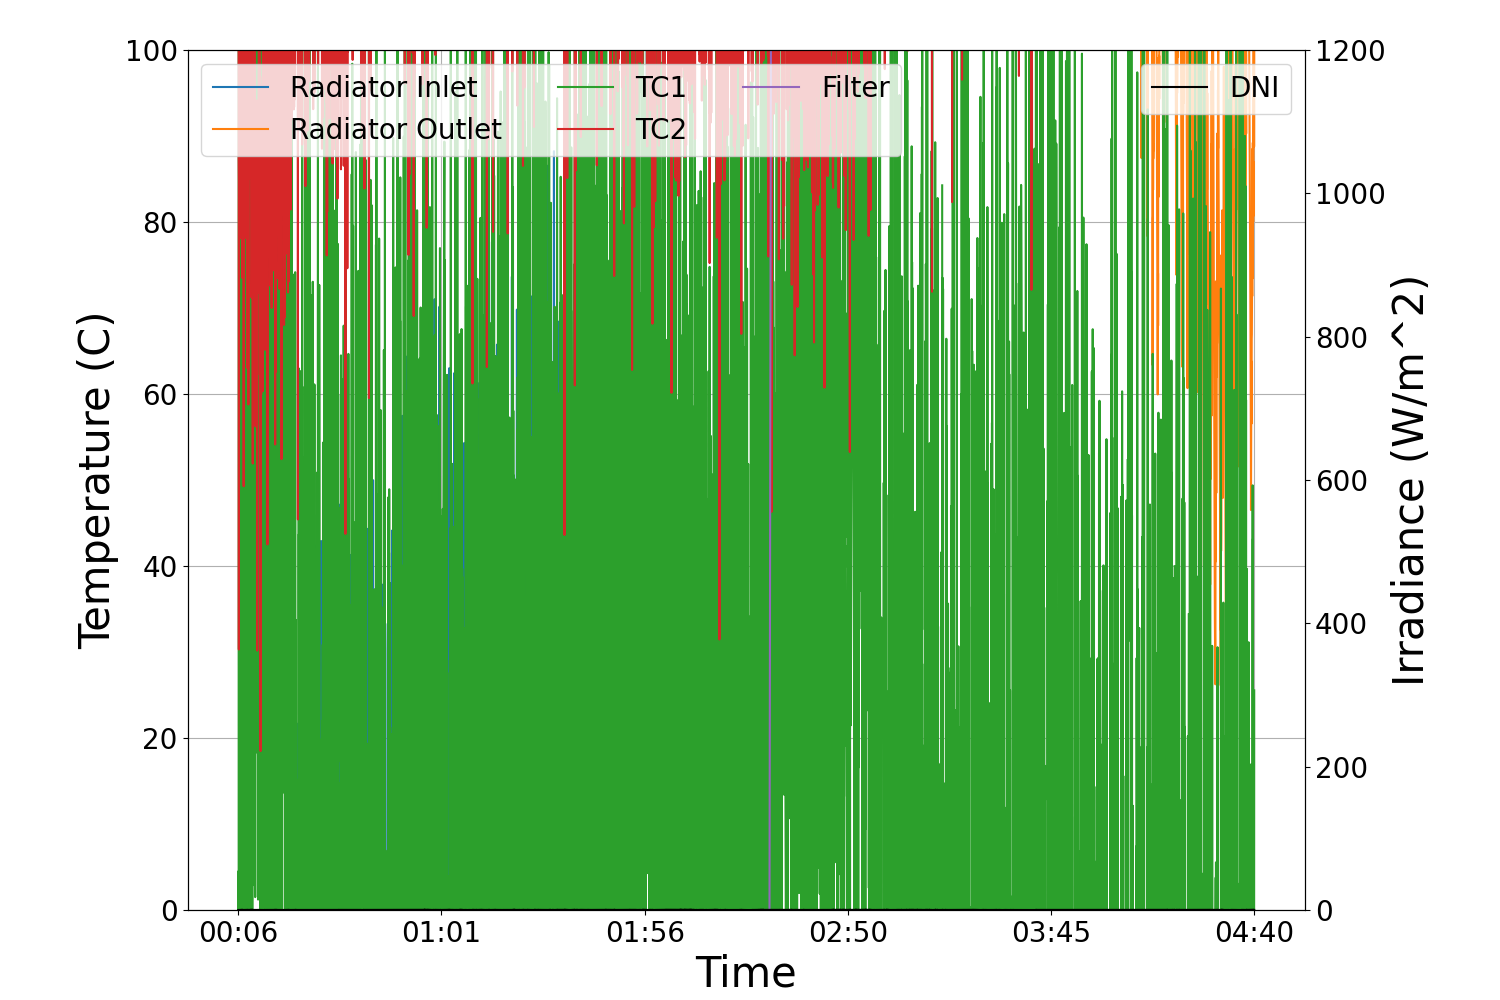 100
80
60
40
20
0
Temperature (C)
Radiator Inlet
Radiator Outlet
TC1
TC2
Filter
DNI
1200
1000
800
600
400
200
0
Irradiance (W/m^2)
00:06
01:01
01:56
02:50
03:45
04:40
Time